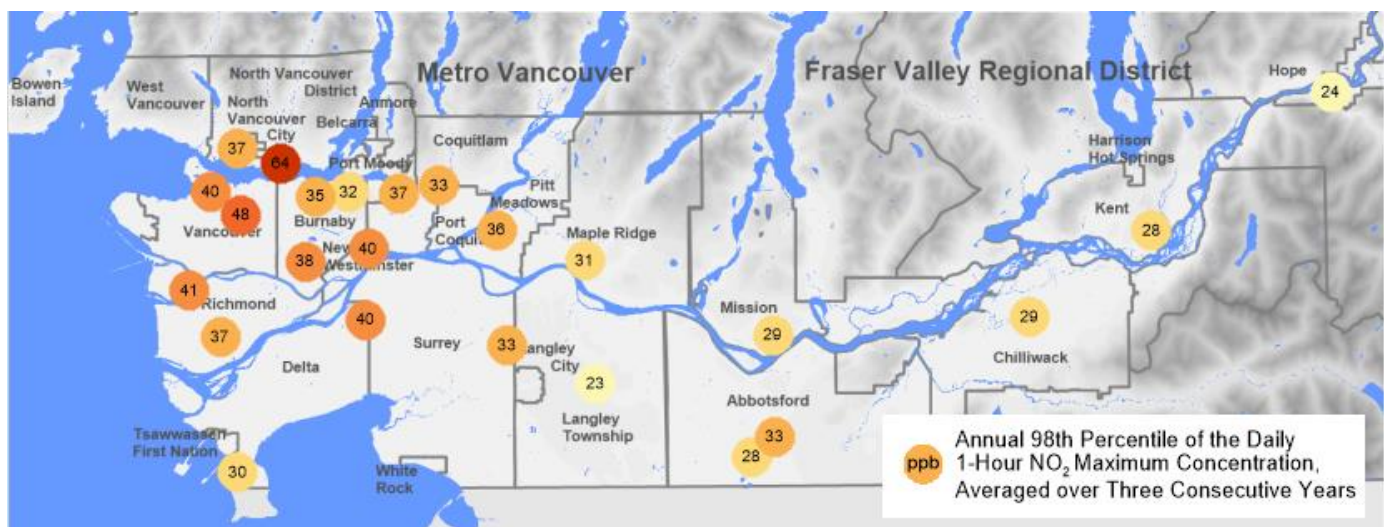 Metro Vancouver
Fraser Valley Regional District
Bowen
Island
West
Vancouver
North Vancouver
District
North
Vancouver
City
Anmore
Belcarra
Port Moody
Coquitlam
Pitt
Meadows
Port
Burnaby
Vancouver
New
Westminster
Richmond
Delta
Surrey
Maple Ridge
Langley
City
Langley
Township
Mission
Abbotsford
Chilliwack
Kent
Harrison
Hot Springs
Hope
Tsawwassen
First Nation
White
Rock
37
64
40
48
35
32
37
33
36
38
40
41
37
40
33
31
23
30
29
28
33
29
28
24
ppb
Annual 98th Percentile of the Daily
1-Hour NO₂ Maximum Concentration,
Averaged over Three Consecutive Years